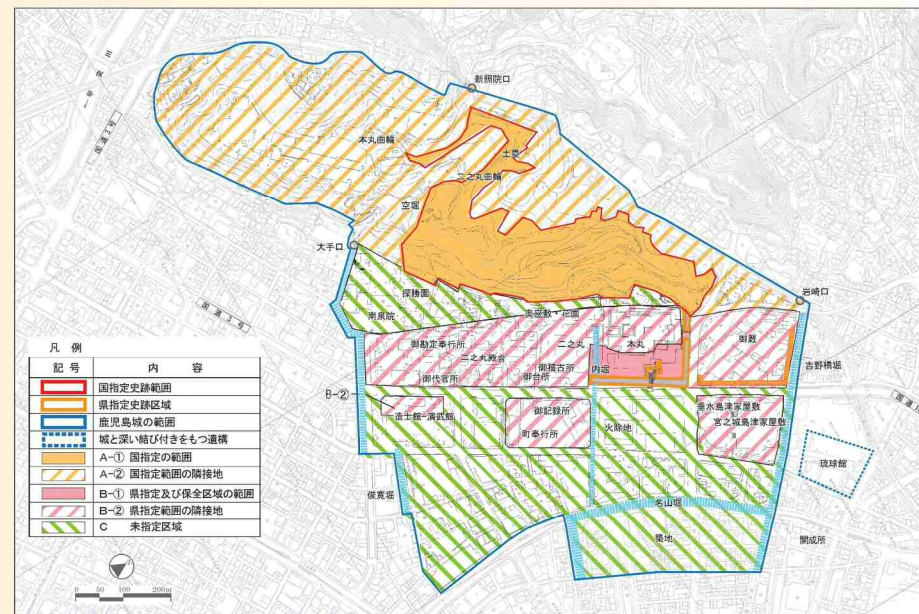 国道3号
新照院口
本丸曲輪
土塁
二之丸曲輪
空堀
大手口
国道3号
探勝園
南泉院
岩崎口
奥座敷・花園
御勘定奉行所
二之丸
本丸
御厩
二之丸殿舎
御積古所
内堀
御代官所
御台所
吉野橋堀
B-②
造士館・演武館
御記録所
火除地
垂水島津家屋敷
宮之城島津家屋敷
町奉行所
国道
琉球館
俊寛堀
名山堀
築地
開成所
凡 例
記 号 内 容
国指定史跡範囲
県指定史跡区域
鹿児島城の範囲
城と深い結び付きをもつ遺構
A-① 国指定の範囲
A-② 国指定範囲の隣接地
B-① 県指定及び保全区域の範囲
B-② 県指定範囲の隣接地
C 未指定区域
0 50 100 200m